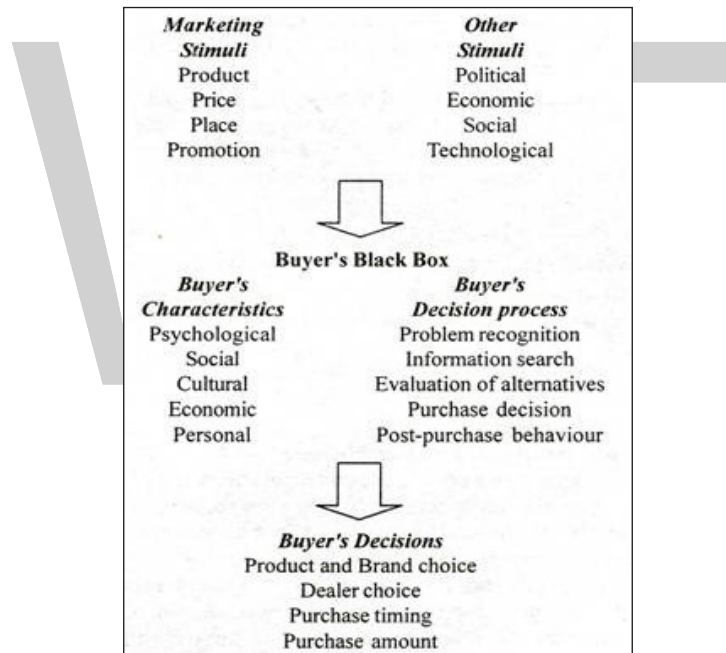 Marketing
Stimuli
Product
Price
Place
Promotion
Other
Stimuli
Political
Economic
Social
Technological
Buyer's Black Box
Buyer's
Characteristics
Psychological
Social
Cultural
Economic
Personal
Buyer's
Decision process
Problem recognition
Information search
Evaluation of alternatives
Purchase decision
Post-purchase behaviour
Buyer's Decisions
Product and Brand choice
Dealer choice
Purchase timing
Purchase amount